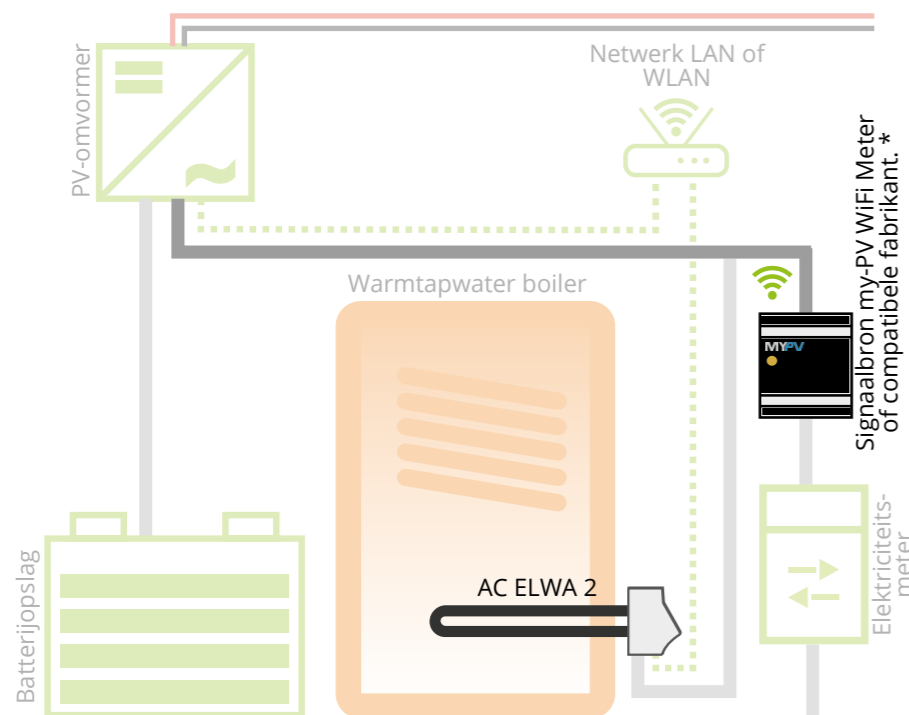 PV-omvormer
Netwerk LAN of
WLAN
Signaalbron my-PV WiFi Meter
of compatibele fabrikant. *
Warmtapwater boiler
MYPV
AC ELWA 2
Batterijopslag
Elektriciteits-
meter